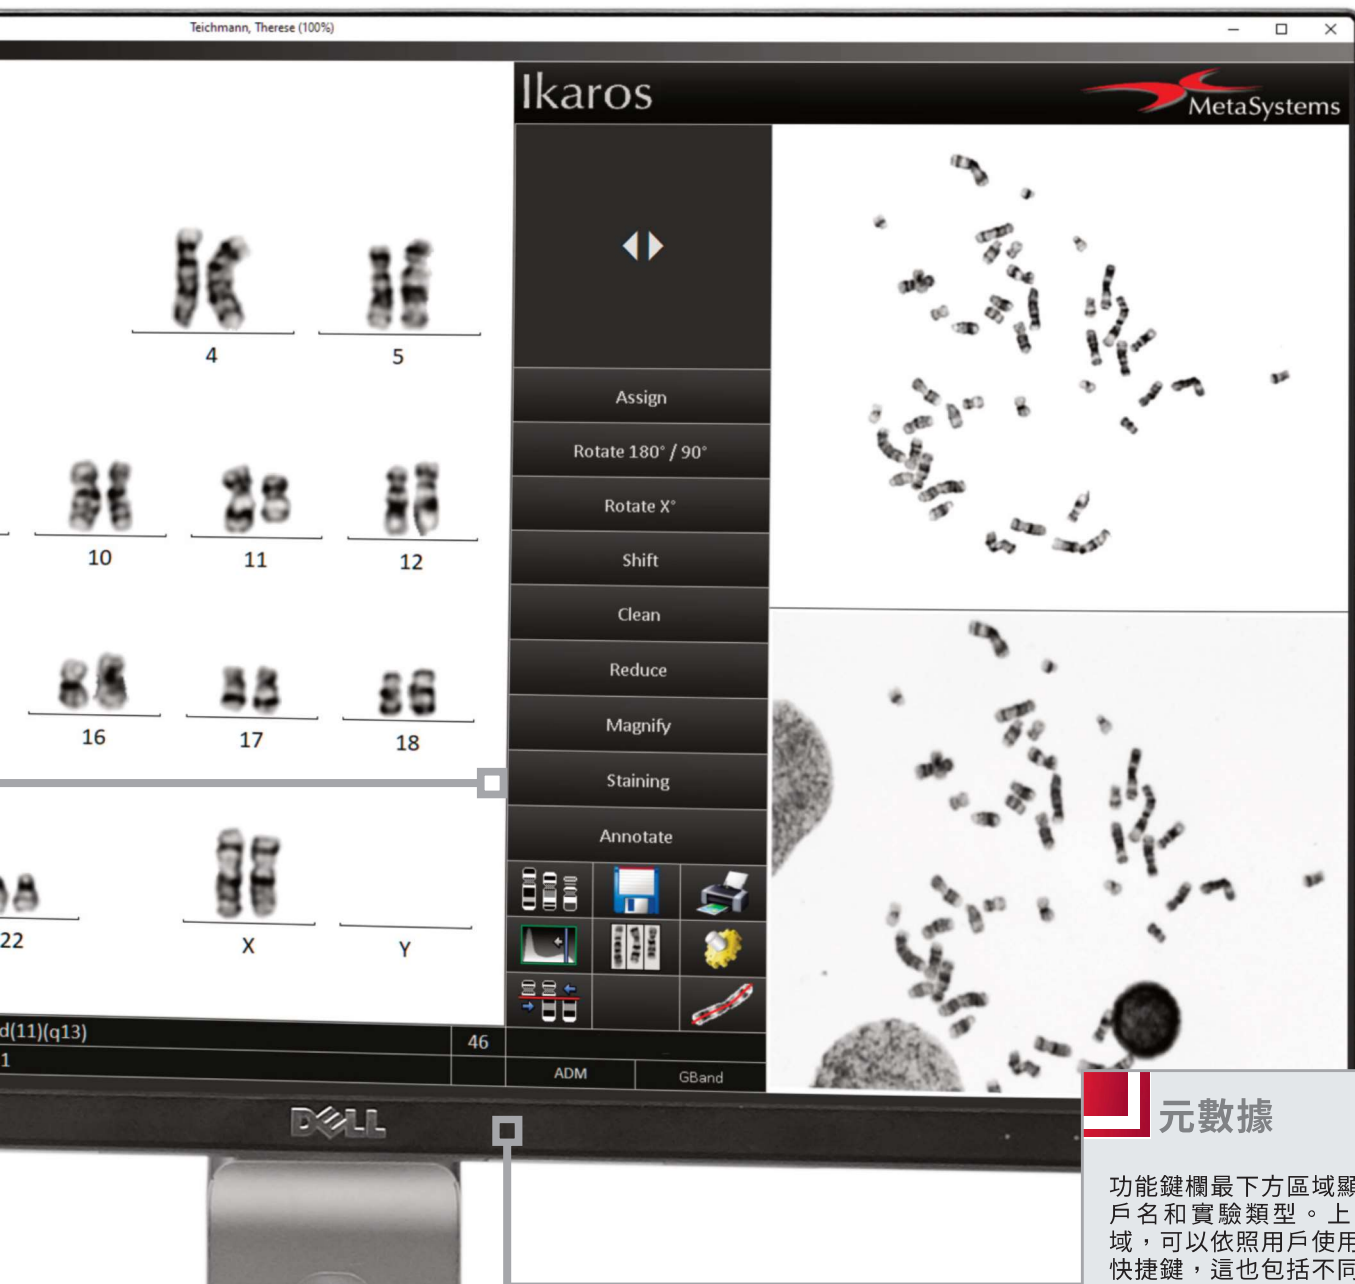 Teichmann, Therese (100%)
Ikaros
MetaSystems
4
5
Assign
Rotate 180° / 90°
10
11
12
Rotate X°
Shift
Clean
Reduce
16
17
18
Magnify
Staining
Annotate
22
X
Y
d(11)(q13)
46
1
ADM
GBand
DELL
元數據
功能鍵欄最下方區域顯
戶名和實驗類型。上
域，可以依照用戶使用
快捷鍵，這也包括不同